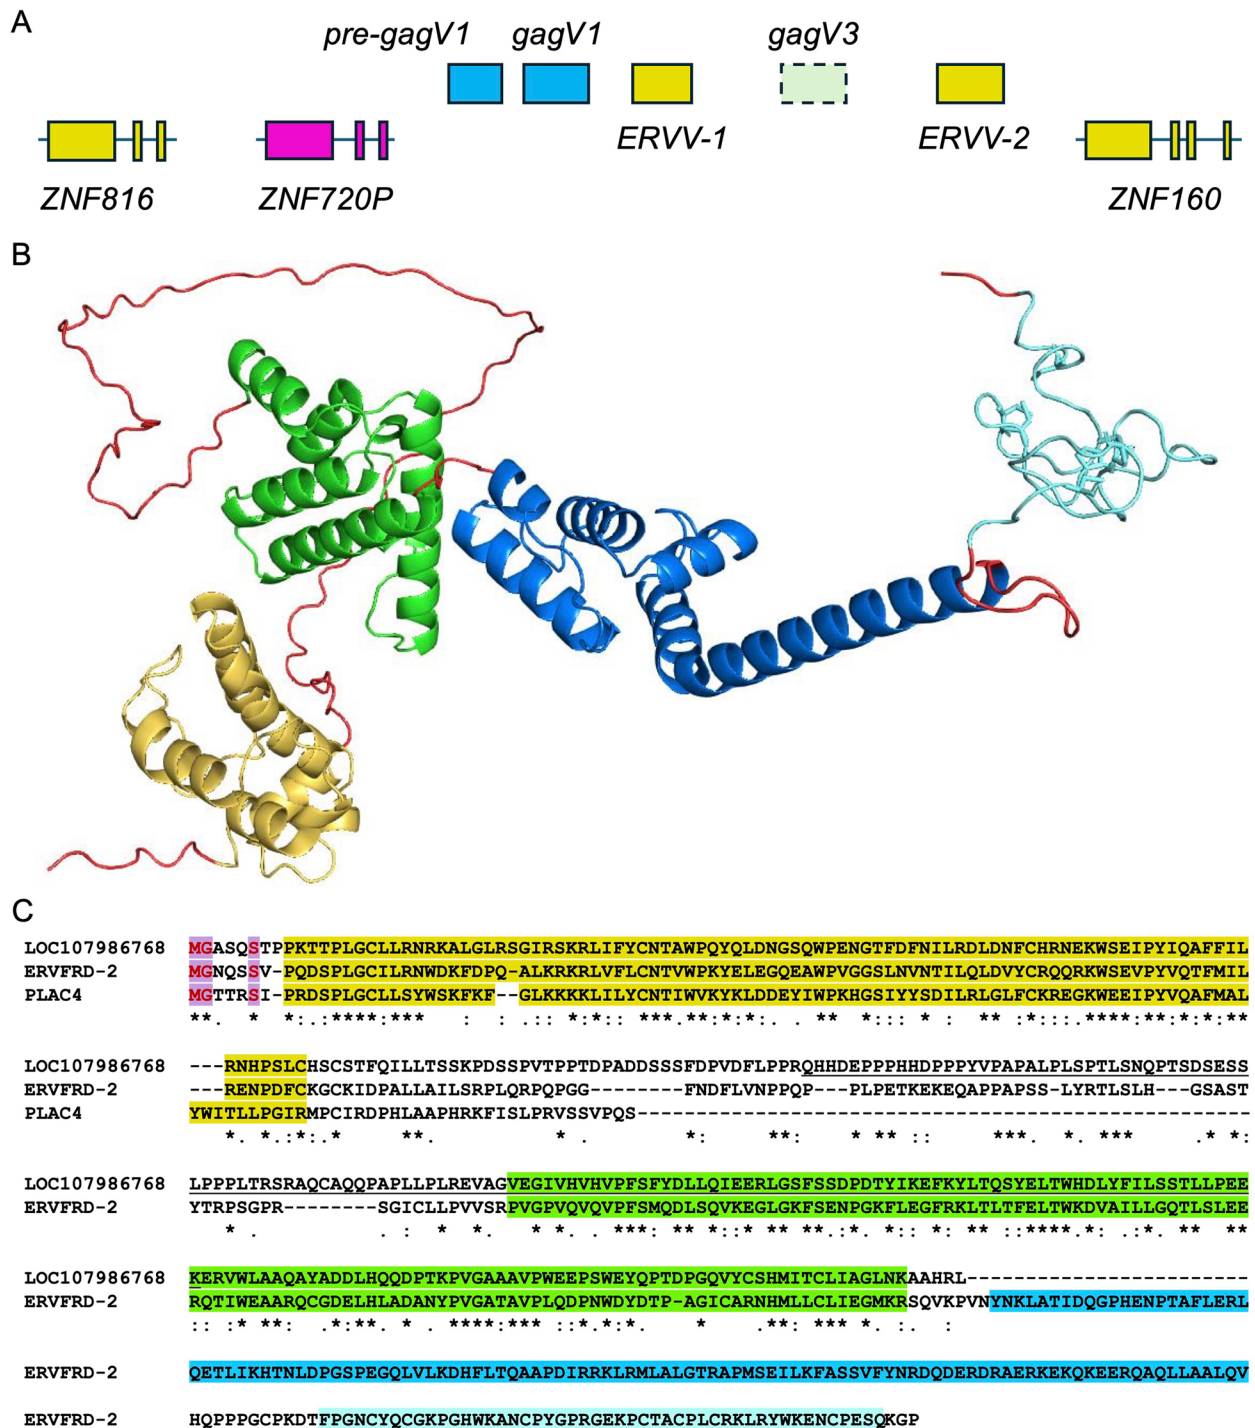 A
pre-gagV1 gagV1 gagV3
ERVV-1 ERVV-2
ZNF816 ZNF720P ZNF160
B
C
LOC107986768 MGASQSTPPKTTPLGCLLRNRKALGLRSGIRSKRLIFYCNTAWPQYQLDNGSQWPENGTFDFNILRDLDNFCHRNEKWSEIPYIQAFFIL
ERVFRD-2 MGNQSSV-PQDSPLGCILRNWDKFDPQ-ALKRKRLVFLCNTVWPKYELEGQEAWPVGGSLNVNTILQLDVYCRQQRKWSEVPYVQTFMIL
PLAC4 MGTTRSI-PRDSPLGCLLSYWSKFKF--GLKKKKLILYCNTIWVKYKLDDEYIWPKHGSIYYSDILRLGLFCKREGKWEEIPYVQAFMAL
**. * *:.:****:*** : : .:: *:**:* ***.**:*:*:. . ** *::: : ** :*:::.:***:**:**:*:**
LOC107986768 ---RNHPSLCHSCSTFQILLTSSKPDSSPVTPPTDPADDSSSFDPVDFLPPRQHHDEPPPHHDPPPYVPAPALPLSPTLSNQPTSDSESS
ERVFRD-2 ---RENPDFCKGCKIDPALLAILSRPLQRPQPGG--------FNDFLVNPPPQP---PLPETKEKEQAPPAPSS-LYRTLSLH---GSAST
PLAC4 YWITLLPGIRMPCIRDPHLAAPHRKFISLPRVSSVPQS----------------------------------------------------
*. *.:*:.* **. * . *: **: * ** :: ***. *. *** .* *:
LOC107986768 LPPPLTRSRAQCAQQPAPLLPLREVAGVEGIVHVHVPFSFYDLLQIEERLGSFSSDPDTYIKEFKYLTQSYELTWHDLYFILSSTLLPEE
ERVFRD-2 YTRPSGPR--------SGICLLPVVSRPVGPVQVQVPFSMQDLSQVKEGLGKFSENPGKFLEGFRKLTLTFELTWKDVAILLGQTLSLEE
* . . : * *. * *.*. ***: ** *::* **.** :*..::: *: ** ::****:*: .:*. ** **
LOC107986768 KERVWLAAQAYADDLHQQDPTKPVGAAAVPWEEPSWEYQPTDPGQVYCSHMITCLIAGLNKAAHRL------------------------
ERVFRD-2 RQTIWEAARQCGDELHLADANYPVGATAVPLQDPNWDYDTP-AGICARNHMLLCLIEGMKRSQVKPVNYNKLATIDQGPHENPTAFLERL
:: :* **: .*:** *. ****:*** ::*.*:*. * .**: *** *.:. :
ERVFRD-2 QETLIKHTNLDPGSPEGQLVLKDHFLTQAAPDIRRKLRMLALGTRAPMSEILKFASSVFYNRDQDERDRAERKEKQKEERQAQLLAALQV
ERVFRD-2 HQPPPGCPKDTFPGNCYQCGKPGHWKANCPYGPRGEKPCTACPLCRKLRYWKENCPESQKGP